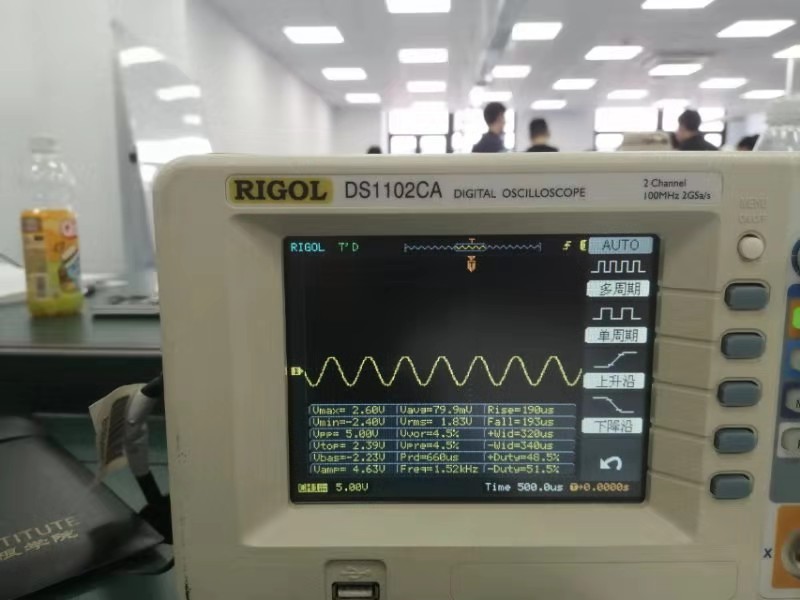 RIGOL DS1102CA DIGITAL OSCILLOSCOPE
2 Channel
100MHz 2GSa/s
RIGOL T'D
AUTO
多周期
单周期
上升沿
下降沿
Vmax= 2.60V Vavg=79.9mV Rise=190us
Vmin=-2.40V Vrms= 1.83V Fall=193us
Vpp= 5.00V Vovr=4.5% +Wid=320us
Vtop= 2.39V Vpre=4.5% -Wid=340us
Vbas=-2.23V Prd=660us +Duty=48.5%
Vamp= 4.63V Freq=1.52kHz -Duty=51.5%
CH1 5.00V Time 500.0us 0.0000s
TITUTE
X